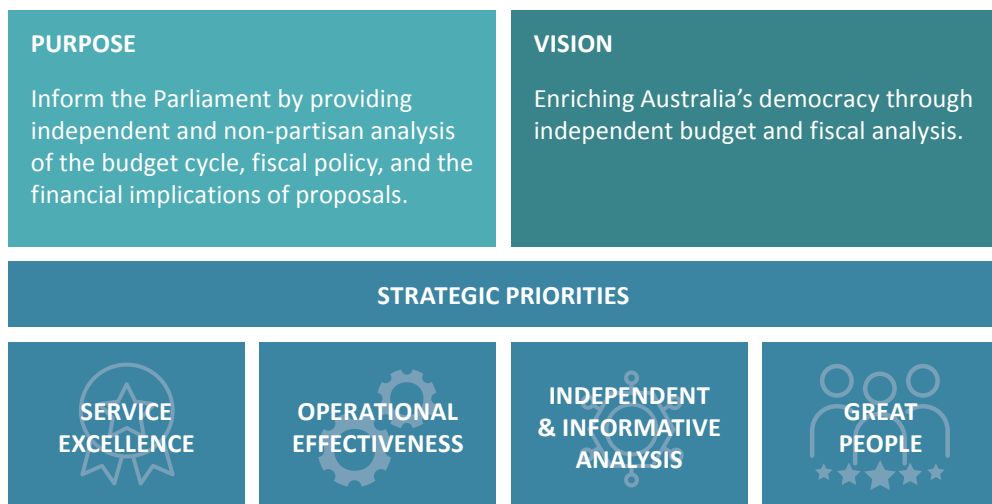 PURPOSE
Inform the Parliament by providing
independent and non-partisan analysis
of the budget cycle, fiscal policy, and the
financial implications of proposals.
VISION
Enriching Australia’s democracy through
independent budget and fiscal analysis.
STRATEGIC PRIORITIES
SERVICE
EXCELLENCE
OPERATIONAL
EFFECTIVENESS
INDEPENDENT
& INFORMATIVE
ANALYSIS
GREAT
PEOPLE